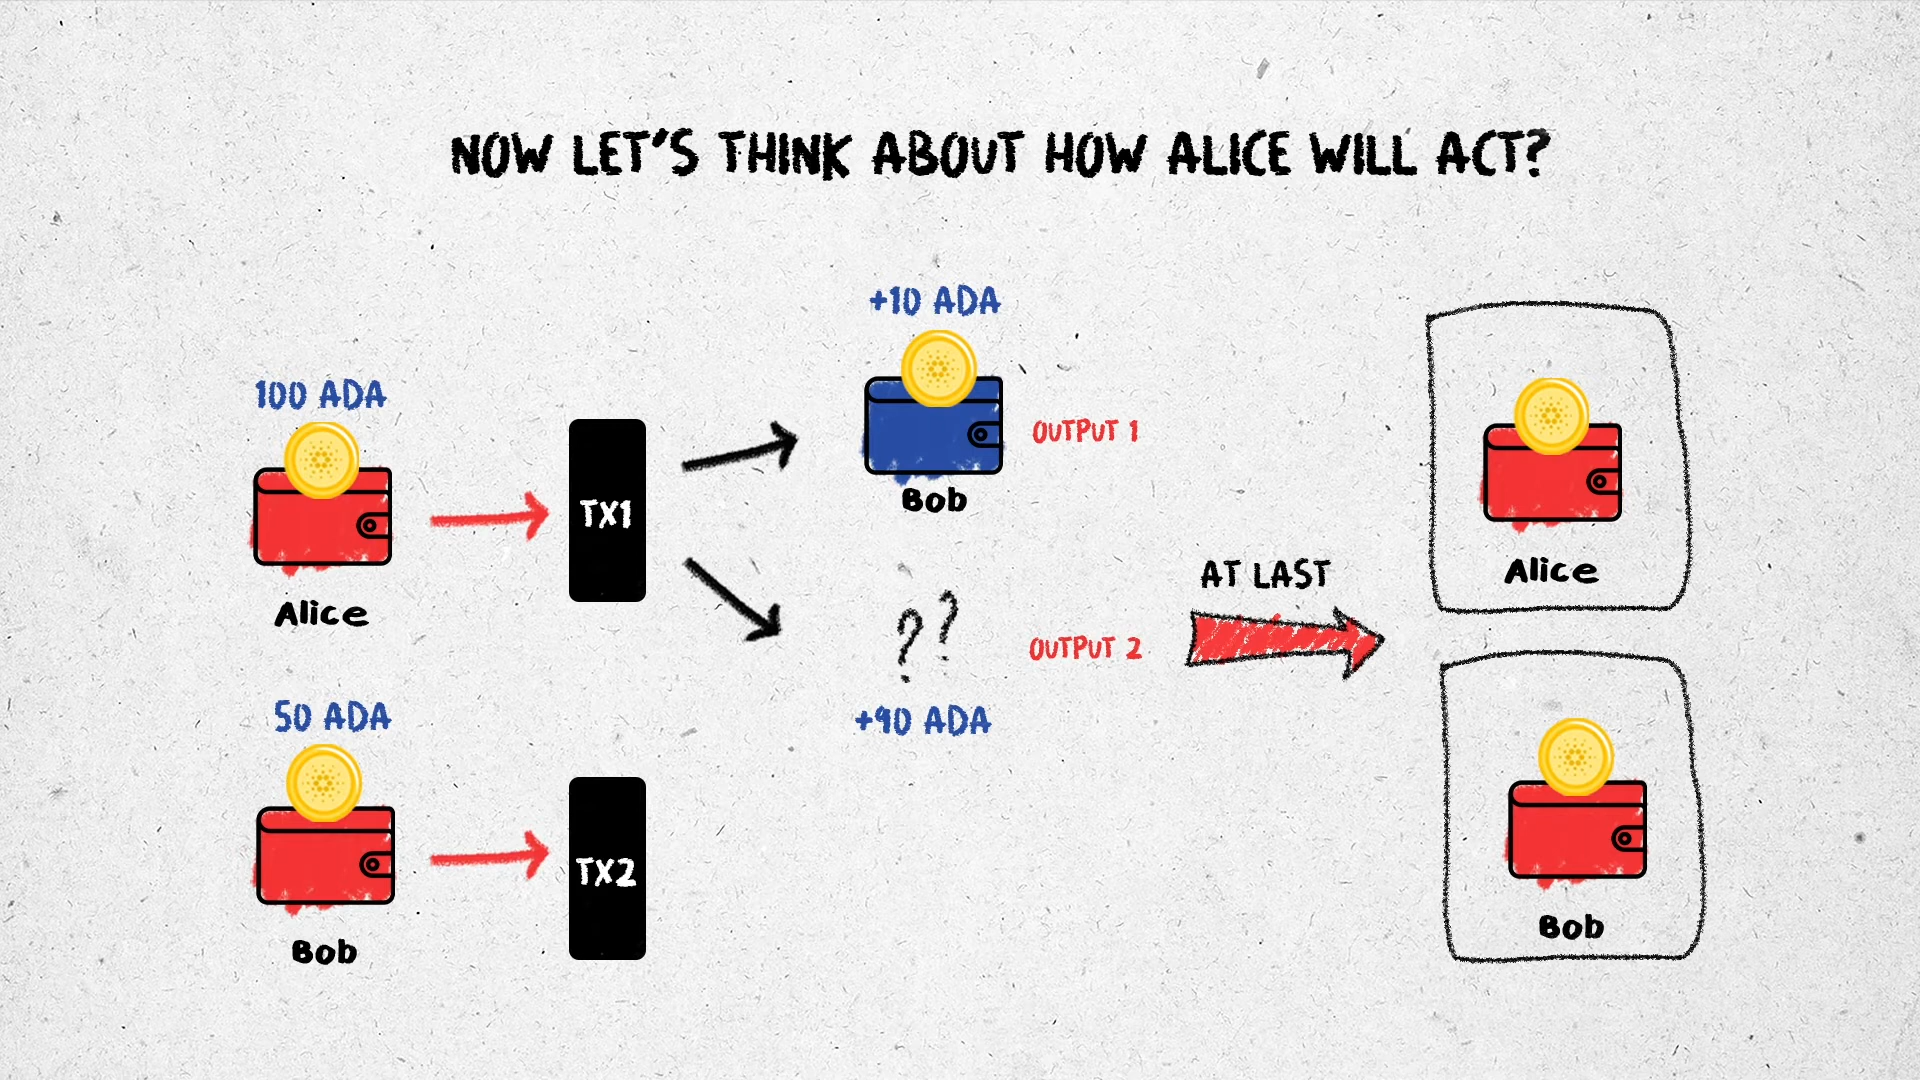 NOW LET'S THINK ABOUT HOW ALICE WILL ACT?
100 ADA
Alice
TX1
+10 ADA
Bob
OUTPUT 1
??
OUTPUT 2
+90 ADA
50 ADA
Bob
TX2
AT LAST
Alice
Bob